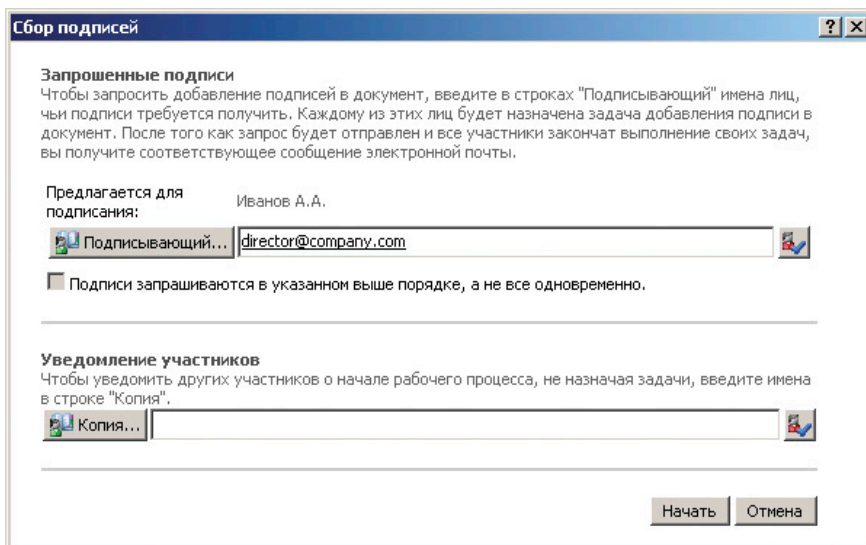 Сбор подписей
Запрошенные подписи
Чтобы запросить добавление подписей в документ, введите в строках "Подписывающий" имена лиц,
чьи подписи требуется получить. Каждому из этих лиц будет назначена задача добавления подписи в
документ. После того как запрос будет отправлен и все участники закончат выполнение своих задач,
вы получите соответствующее сообщение электронной почты.
Предлагается для
подписания:
Иванов А.А.
Подписывающий... director@company.com
Подписи запрашиваются в указанном выше порядке, а не все одновременно.
Уведомление участников
Чтобы уведомить других участников о начале рабочего процесса, не назначая задачи, введите имена
в строке "Копия".
Копия...
Начать Отмена